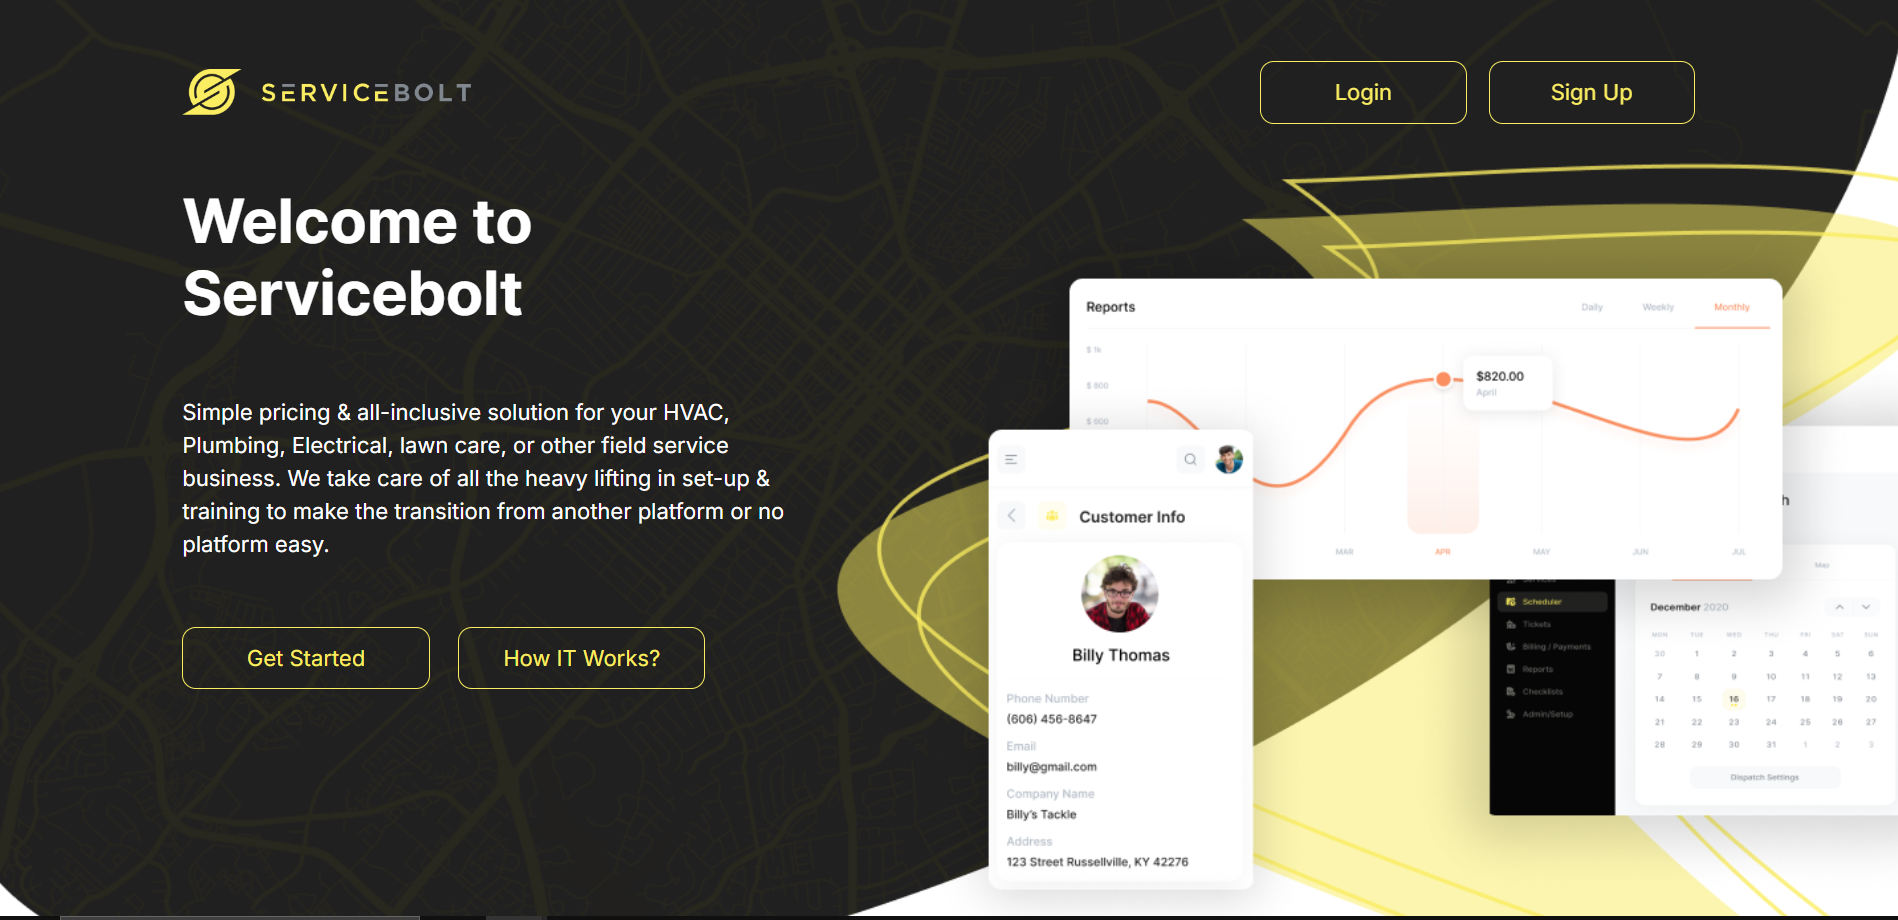 SERVICEBOLT
Login
Sign Up
Welcome to
Servicebolt
Simple pricing & all-inclusive solution for your HVAC,
Plumbing, Electrical, lawn care, or other field service
business. We take care of all the heavy lifting in set-up &
training to make the transition from another platform or no
platform easy.
Get Started
How IT Works?
Reports
Daily
Weekly
Monthly
$ 1k
$ 800
$ 600
$820.00
April
MAR
APR
MAY
JUN
JUL
Customer Info
Billy Thomas
Phone Number
(606) 456-8647
Email
billy@gmail.com
Company Name
Billy's Tackle
Address
123 Street Russellville, KY 42276
h
Map
Services
Scheduler
Tickets
Billing / Payments
Reports
Checklists
Admin/Setup
December 2020
MON TUE WED THU FRI SAT SUN
30 1 2 3 4 5 6
7 8 9 10 11 12 13
14 15 16 17 18 19 20
21 22 23 24 25 26 27
28 29 30 31 1 2 3
Dispatch Settings